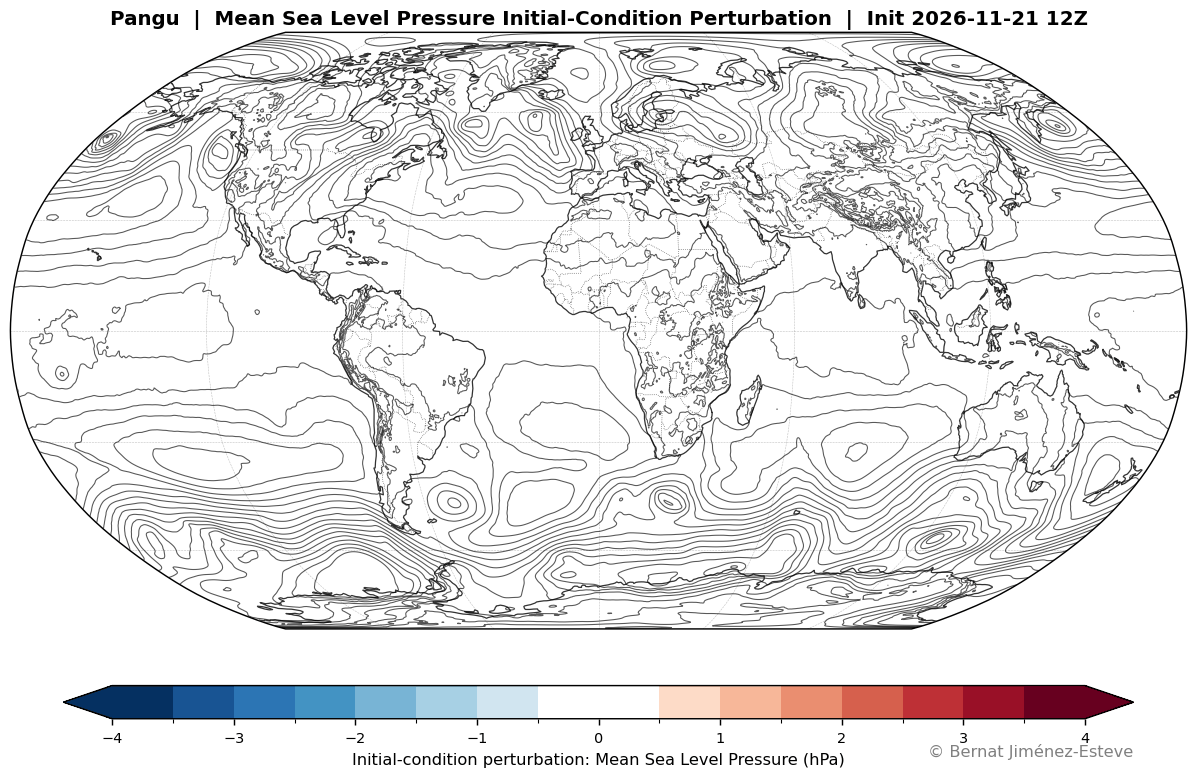 Pangu | Mean Sea Level Pressure Initial-Condition Perturbation | Init 2026-11-21 12Z
−4 −3 −2 −1 0 1 2 3 4
Initial-condition perturbation: Mean Sea Level Pressure (hPa)
© Bernat Jiménez-Esteve